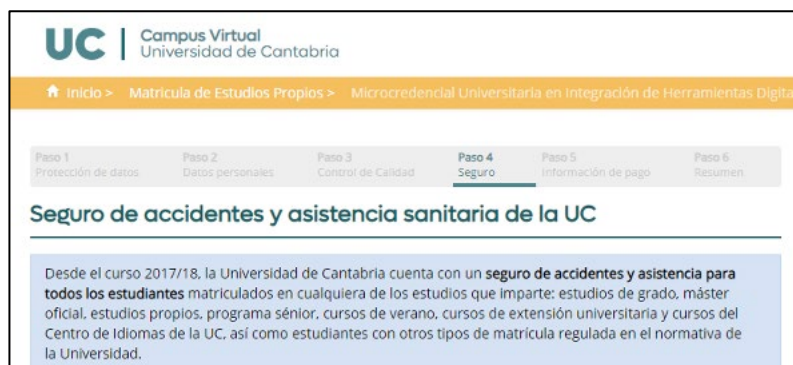 UC
Campus Virtual
Universidad de Cantabria
Inicio > Matricula de Estudios Propios > Microcredencial Universitaria en Integración de Herramientas Digita
Paso 1 Paso 2 Paso 3 Paso 4 Paso 5 Paso 6
Protección de datos Datos personales Control de Calidad Seguro Información de pago Resumen
Seguro de accidentes y asistencia sanitaria de la UC
Desde el curso 2017/18, la Universidad de Cantabria cuenta con un seguro de accidentes y asistencia para
todos los estudiantes matriculados en cualquiera de los estudios que imparte: estudios de grado, máster
oficial, estudios propios, programa sénior, cursos de verano, cursos de extensión universitaria y cursos del
Centro de Idiomas de la UC, así como estudiantes con otros tipos de matrícula regulada en el normativa de
la Universidad.